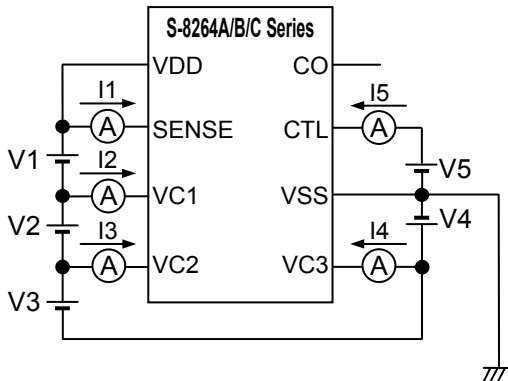 S-8264A/B/C Series
VDD
CO
I1
I5
A
SENSE
CTL
A
V1
I2
V5
A
VC1
VSS
V2
V4
I3
I4
A
VC2
VC3
A
V3